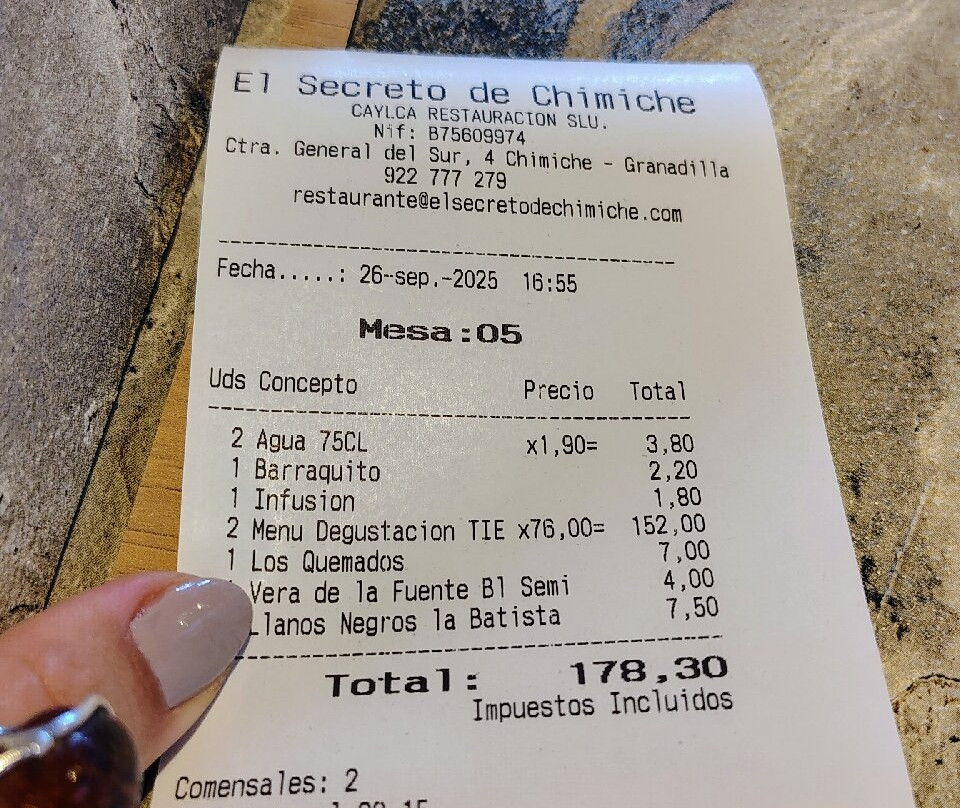 El Secreto de Chimiche
CAYLCA RESTAURACION SLU.
Nif: B75609974
Ctra. General del Sur, 4 Chimiche - Granadilla
922 777 279
restaurante@elsecretodechimiche.com
Fecha.....: 26-sep.-2025 16:55
Mesa:05
Uds Concepto Precio Total
2 Agua 75CL x1,90= 3,80
1 Barraquito 2,20
1 Infusion 1,80
2 Menu Degustacion TIE x76,00= 152,00
1 Los Quemados 7,00
Vera de la Fuente Bl Semi 4,00
Llanos Negros la Batista 7,50
Total: 178,30
Impuestos Incluidos
Comensales: 2